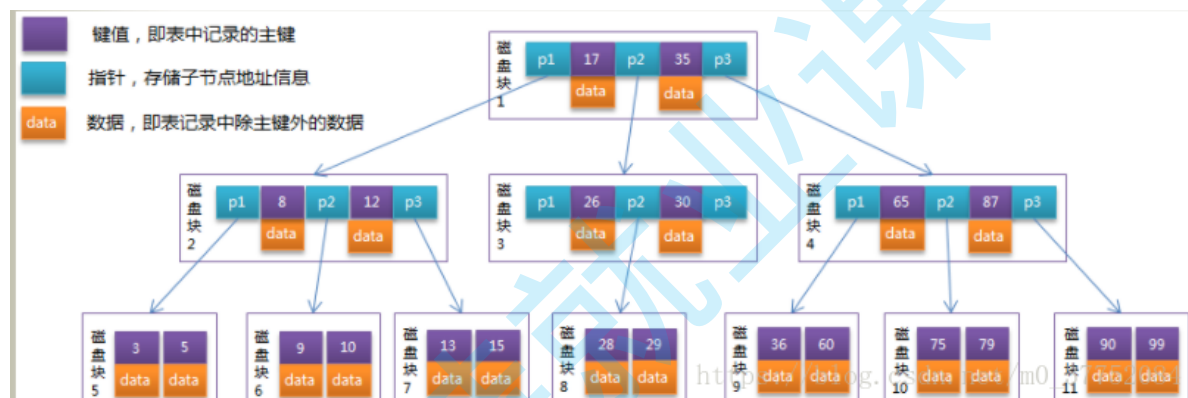 键值，即表中记录的主键
指针，存储子节点地址信息
data 数据，即表记录中除主键外的数据
磁盘块1 p1 17 p2 35 p3
data data
磁盘块2 p1 8 p2 12 p3
data data
磁盘块3 p1 26 p2 30 p3
data data
磁盘块4 p1 65 p2 87 p3
data data
磁盘块5 3 5
data data
磁盘块6 9 10
data data
磁盘块7 13 15
data data
磁盘块8 28 29
data data
磁盘块9 36 60
data data
磁盘块10 75 79
data data
磁盘块11 90 99
data data
就业课